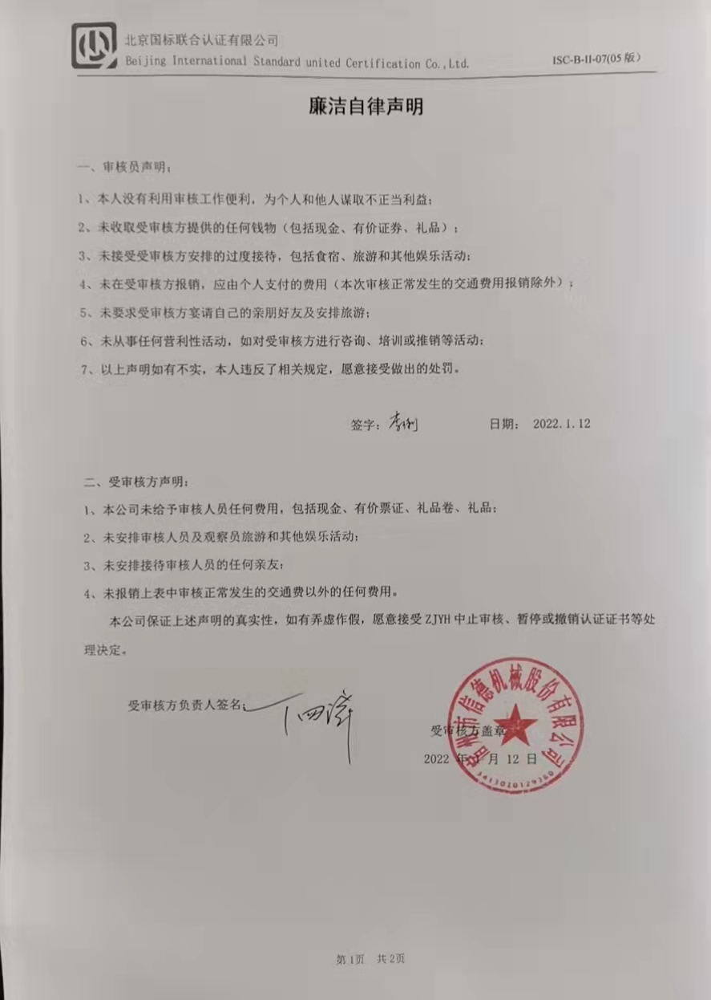 北京国标联合认证有限公司
Beijing International Standard united Certification Co.,Ltd.
ISC-B-II-07(05版)
廉洁自律声明
一、审核员声明:
1、本人没有利用审核工作便利，为个人和他人谋取不正当利益;
2、未收取受审核方提供的任何钱物（包括现金、有价证券、礼品）;
3、未接受受审核方安排的过度接待，包括食宿、旅游和其他娱乐活动;
4、未在受审核方报销，应由个人支付的费用（本次审核正常发生的交通费用报销除外）;
5、未要求受审核方宴请自己的亲朋好友及安排旅游;
6、未从事任何营利性活动，如对受审核方进行咨询、培训或推销等活动;
7、以上声明如有不实，本人违反了相关规定，愿意接受做出的处罚。
签字: 李俐 日期: 2022.1.12
二、受审核方声明:
1、本公司未给予审核人员任何费用，包括现金、有价票证、礼品卷、礼品;
2、未安排审核人员及观察员旅游和其他娱乐活动;
3、未安排接待审核人员的任何亲友;
4、未报销上表中审核正常发生的交通费以外的任何费用。
本公司保证上述声明的真实性，如有弄虚作假，愿意接受ZJYH中止审核、暂停或撤销认证证书等处
理决定。
受审核方负责人签名:
宿州市信德机械股份有限公司
受审核方盖章
2022 年 1 月 12 日
3413020129360
第1页 共2页